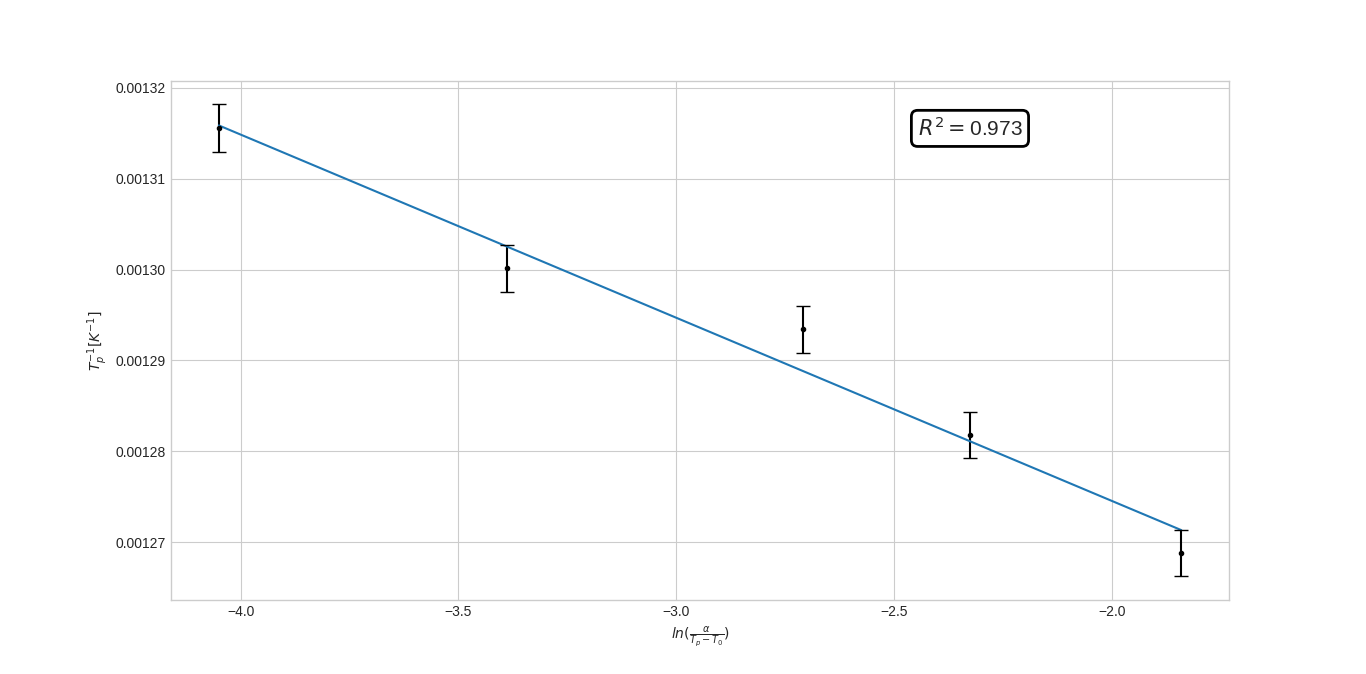 0.00132
R² = 0.973
0.00131
0.00130
T_p^{-1}[K^{-1}]
0.00129
0.00128
0.00127
−4.0 −3.5 −3.0 −2.5 −2.0
ln(\frac{α}{T_p − T_0})